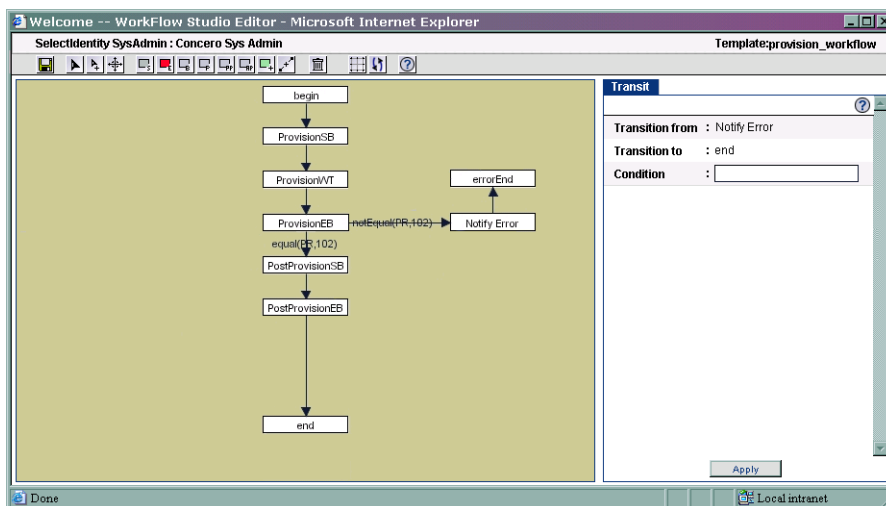 Welcome -- WorkFlow Studio Editor - Microsoft Internet Explorer
SelectIdentity SysAdmin : Concero Sys Admin
Template:provision_workflow
begin
ProvisionSB
ProvisionWT
errorEnd
ProvisionEB
notEqual(PR,102)
Notify Error
equal(PR,102)
PostProvisionSB
PostProvisionEB
end
Transit
Transition from : Notify Error
Transition to : end
Condition :
Apply
Done
Local intranet